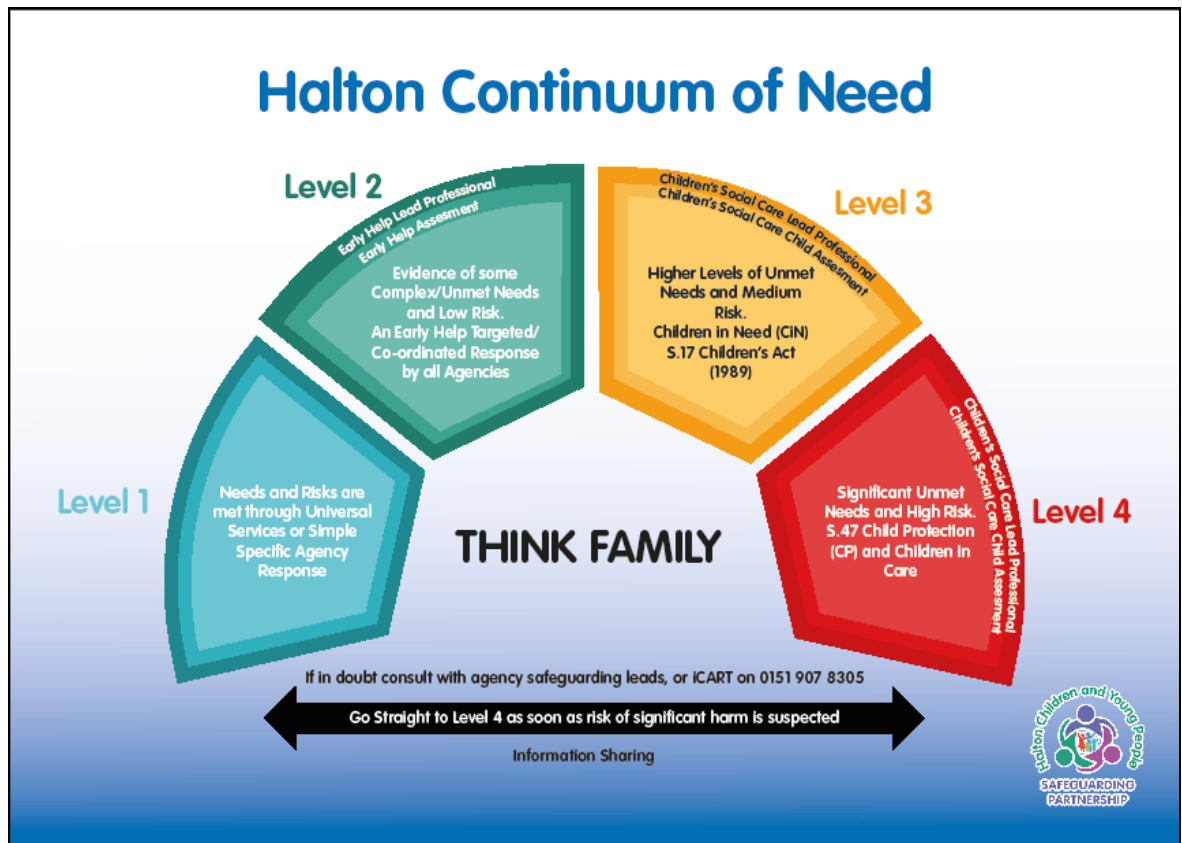 Halton Continuum of Need
Level 1
Needs and Risks are
met through Universal
Services or Simple
Specific Agency
Response
Level 2
Early Help Lead Professional
Early Help Assesment
Evidence of some
Complex/Unmet Needs
and Low Risk.
An Early Help Targeted/
Co-ordinated Response
by all Agencies
Level 3
Children's Social Care Lead Professional
Children's Social Care Child Assesment
Higher Levels of Unmet
Needs and Medium
Risk.
Children in Need (CiN)
S.17 Children's Act
(1989)
Level 4
Children's Social Care Lead Professional
Children's Social Care Child Assesment
Significant Unmet
Needs and High Risk.
S.47 Child Protection
(CP) and Children in
Care
THINK FAMILY
If in doubt consult with agency safeguarding leads, or iCART on 0151 907 8305
Go Straight to Level 4 as soon as risk of significant harm is suspected
Information Sharing
Halton Children and Young People
SAFEGUARDING
PARTNERSHIP